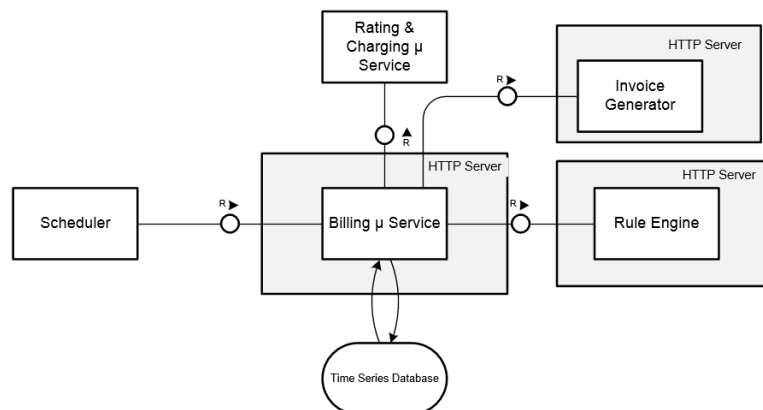 Rating &
Charging µ
Service
HTTP Server
R
Invoice
Generator
R
HTTP Server
HTTP Server
Scheduler
R
Billing µ Service
R
Rule Engine
Time Series Database